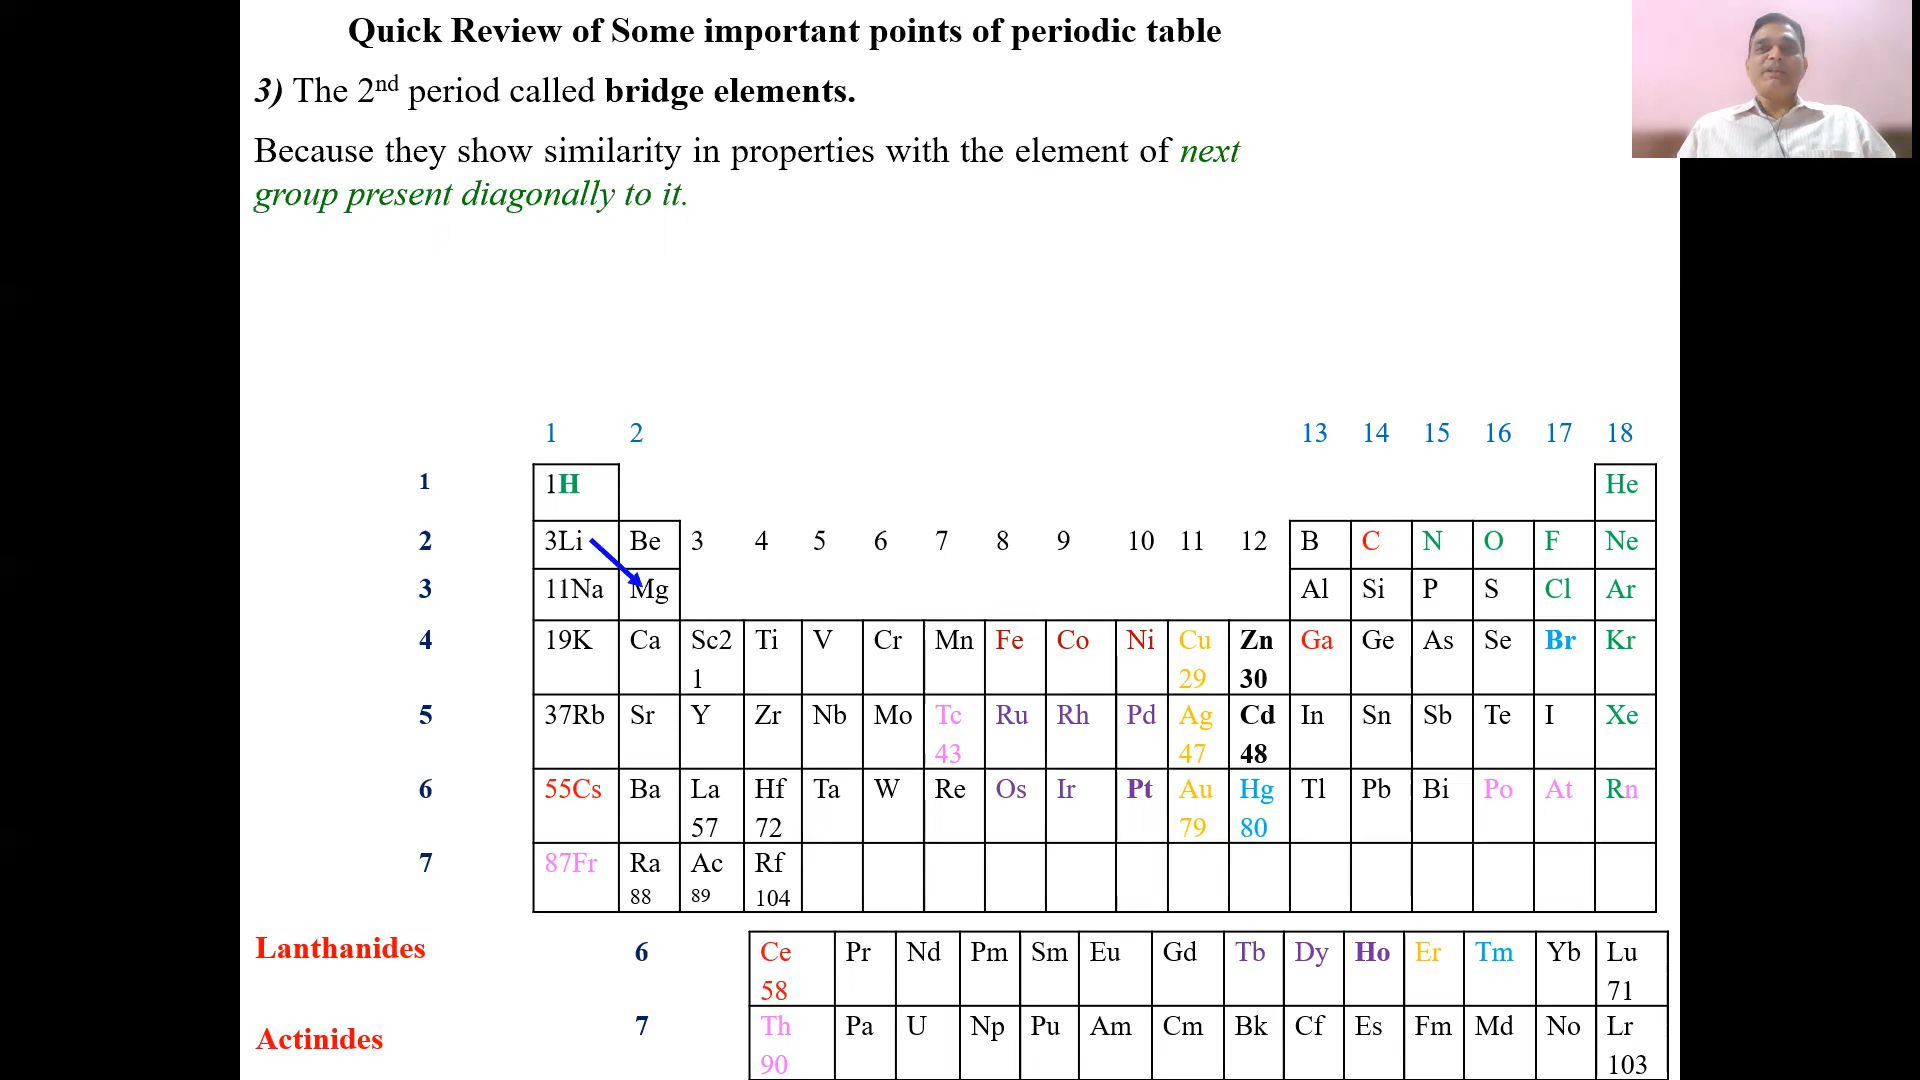 Quick Review of Some important points of periodic table
3) The 2nd period called bridge elements.
Because they show similarity in properties with the element of next
group present diagonally to it.
1 2 13 14 15 16 17 18
1 1H He
2 3Li Be 3 4 5 6 7 8 9 10 11 12 B C N O F Ne
3 11Na Mg Al Si P S Cl Ar
4 19K Ca Sc2 Ti V Cr Mn Fe Co Ni Cu Zn Ga Ge As Se Br Kr
1 29 30
5 37Rb Sr Y Zr Nb Mo Tc Ru Rh Pd Ag Cd In Sn Sb Te I Xe
43 47 48
6 55Cs Ba La Hf Ta W Re Os Ir Pt Au Hg Tl Pb Bi Po At Rn
57 72 79 80
7 87Fr Ra Ac Rf
88 89 104
Lanthanides 6 Ce Pr Nd Pm Sm Eu Gd Tb Dy Ho Er Tm Yb Lu
58 71
Actinides 7 Th Pa U Np Pu Am Cm Bk Cf Es Fm Md No Lr
90 103